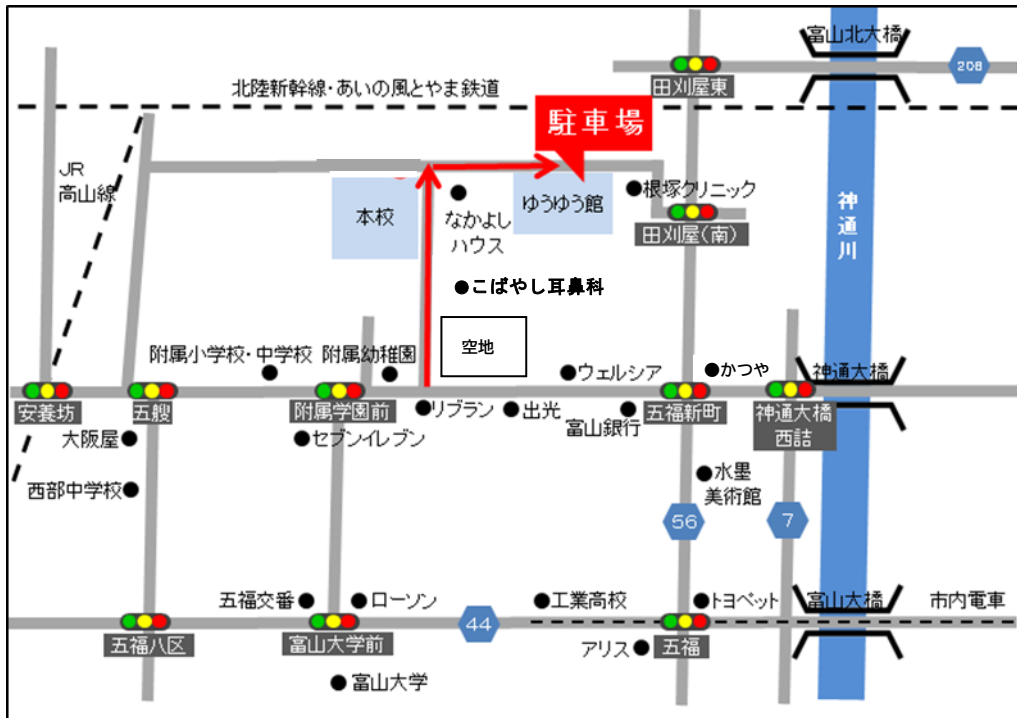 富山北大橋
208
田刈屋東
北陸新幹線・あいの風とやま鉄道
駐車場
JR
高山線
本校
なかよし
ハウス
ゆうゆう館
根塚クリニック
田刈屋(南)
神通川
●こばやし耳鼻科
空地
附属小学校・中学校
附属幼稚園
ウェルシア
●かつや
神通大橋
安養坊
五艘
附属学園前
リブラン
出光
富山銀行
五福新町
神通大橋
西詰
大阪屋
セブンイレブン
西部中学校
水墨
美術館
56
7
五福交番
ローソン
44
工業高校
トヨペット
富山大橋
市内電車
五福八区
富山大学前
アリス
五福
富山大学